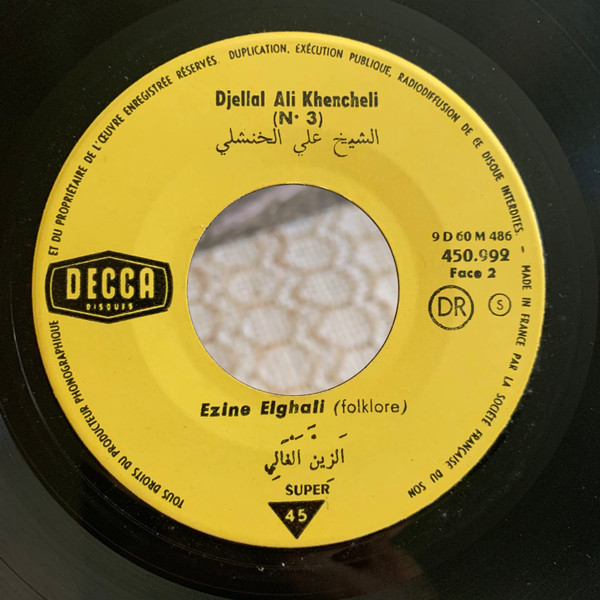 TOUS DROITS DU PRODUCTEUR PHONOGRAPHIQUE ET DU PROPRIÉTAIRE DE L'ŒUVRE ENREGISTRÉE RÉSERVÉS. DUPLICATION, EXÉCUTION PUBLIQUE, RADIODIFFUSION DE CE DISQUE INTERDITES. - MADE IN FRANCE PAR LA SOCIÉTÉ FRANÇAISE DU SON
Djellal Ali Khencheli
(N· 3)
الشيخ علي الخنشلي
9 D 60 M 486
450.992
Face 2
DR S
DECCA
DISQUES
Ezine Elghali (folklore)
الزين الغالي
SUPER
45